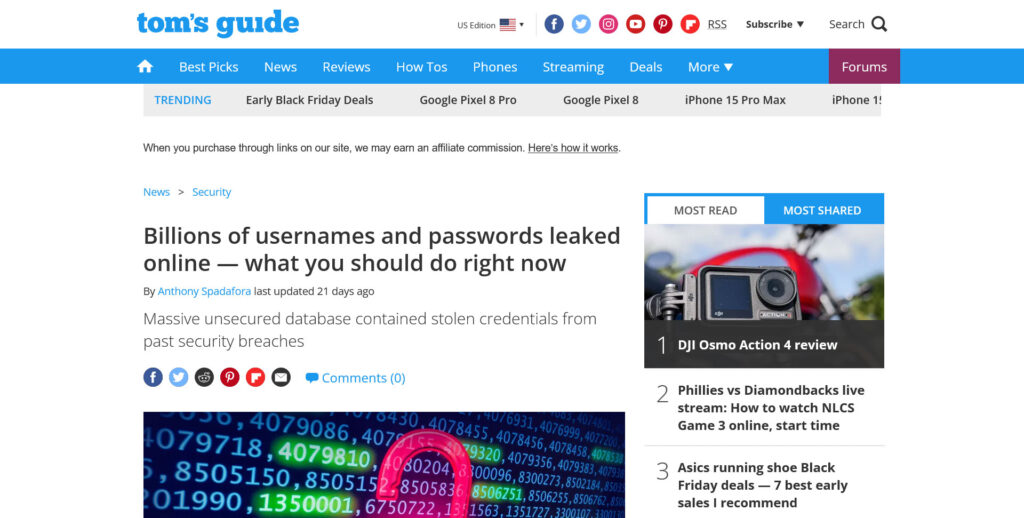 tom's guide
US Edition
RSS
Subscribe
Search
Best Picks News Reviews How Tos Phones Streaming Deals More Forums
TRENDING Early Black Friday Deals Google Pixel 8 Pro Google Pixel 8 iPhone 15 Pro Max iPhone 15
When you purchase through links on our site, we may earn an affiliate commission. Here's how it works.
News > Security
Billions of usernames and passwords leaked
online — what you should do right now
By Anthony Spadafora last updated 21 days ago
Massive unsecured database contained stolen credentials from
past security breaches
Comments (0)
MOST READ
MOST SHARED
1 DJI Osmo Action 4 review
2 Phillies vs Diamondbacks live
stream: How to watch NLCS
Game 3 online, start time
3 Asics running shoe Black
Friday deals — 7 best early
sales I recommend